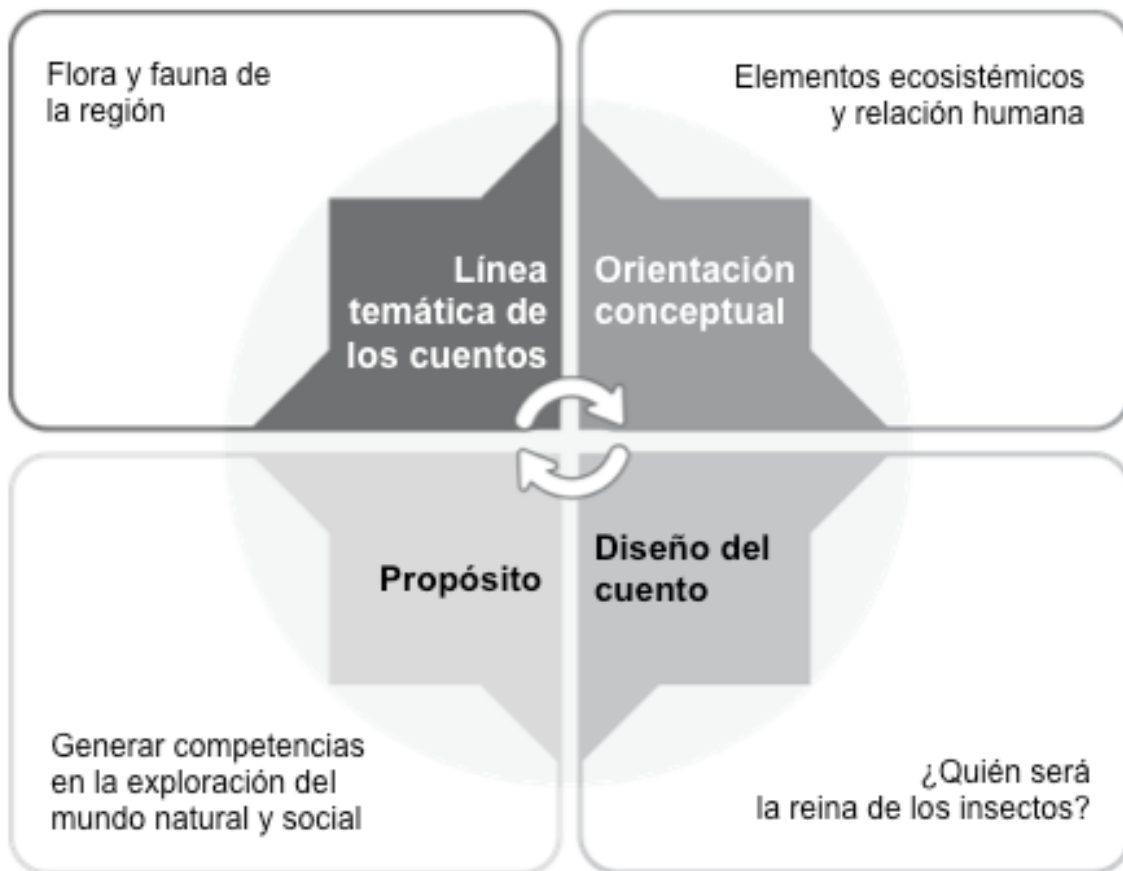 Flora y fauna de
la región
Elementos ecosistémicos
y relación humana
Línea
temática de
los cuentos
Orientación
conceptual
Propósito
Diseño del
cuento
Generar competencias
en la exploración del
mundo natural y social
¿Quién será
la reina de los insectos?